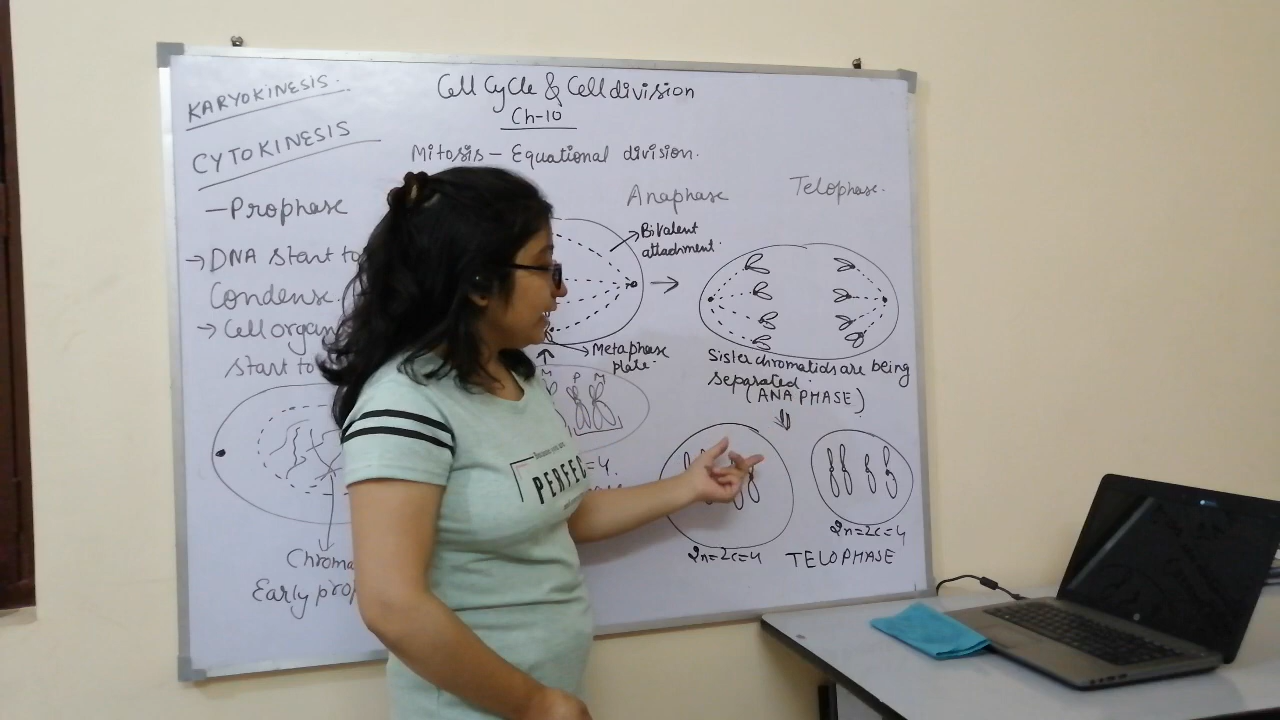 KARYOKINESIS.
CYTOKINESIS
Cell Cycle & Cell division
Ch-10
Mitosis – Equational division.
– Prophase
→ DNA start to
Condense.
→ Cell organ
start to
Chroma
Early prop
Anaphase
Bivalent
attachment.
Metaphase
plate.
M P M
=4.
Telophase.
Sister chromatids are being
separated.
(ANAPHASE)
2n=2c=4
2n=2c=4
TELOPHASE
PERFEC